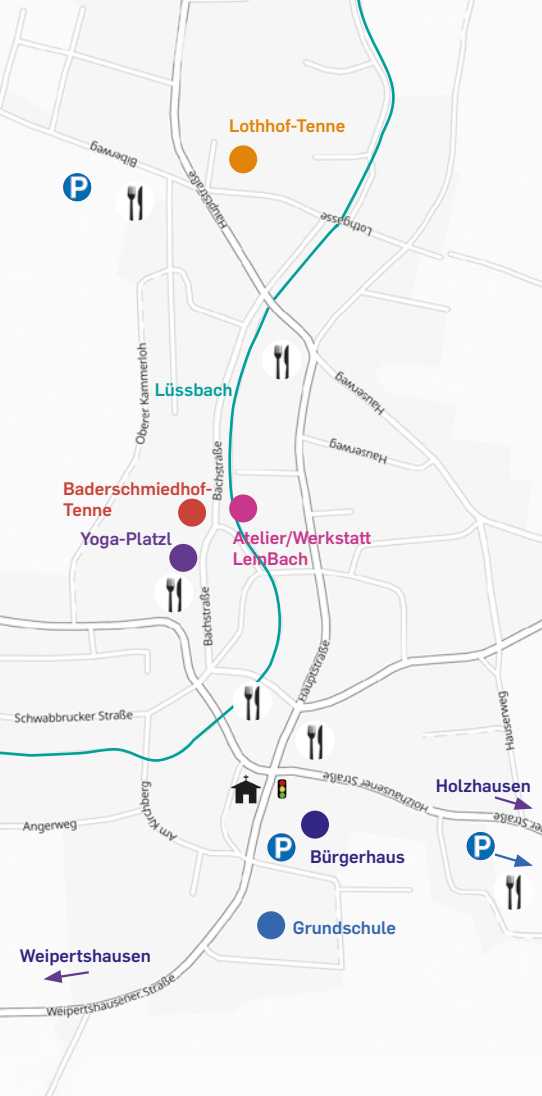 Lothhof-Tenne
Biberweg
P
Hauptstraße
Lothgasse
Oberer Kammerloh
Lüssbach
Hauserweg
Hauserweg
Bachstraße
Baderschmiedhof-
Tenne
Yoga-Platzl
Atelier/Werkstatt
LeinBach
Bachstraße
Hauptstraße
Schwabbrucker Straße
Hauserweg
Holzhausener Straße
Holzhausen
Angerweg
Am Kirchberg
P
Bürgerhaus
P
Grundschule
Weipertshausen
Weipertshausener Straße